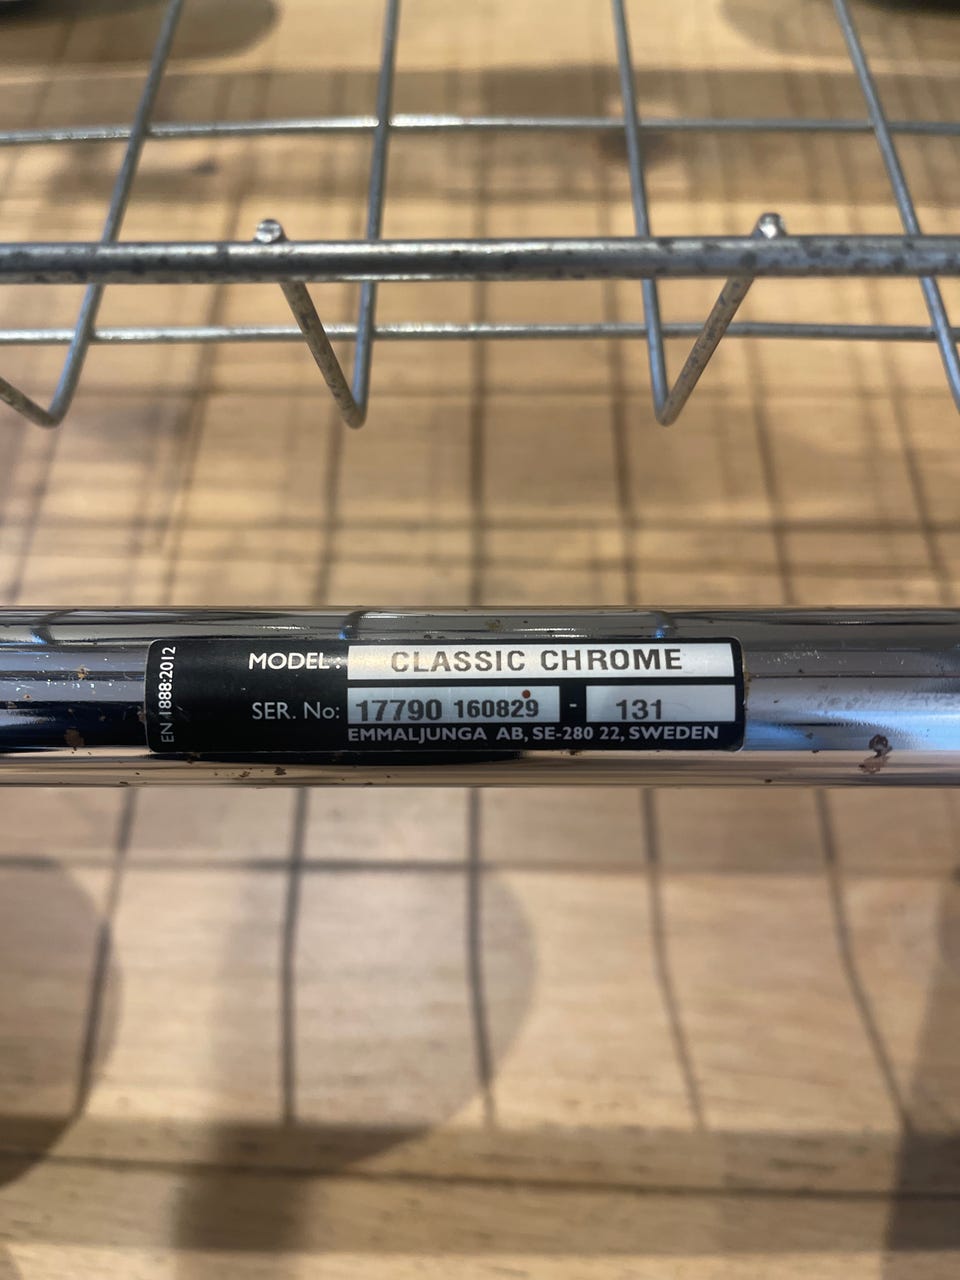 EN 1888:2012
MODEL: CLASSIC CHROME
SER. No: 17790 160829 - 131
EMMALJUNGA AB, SE-280 22, SWEDEN